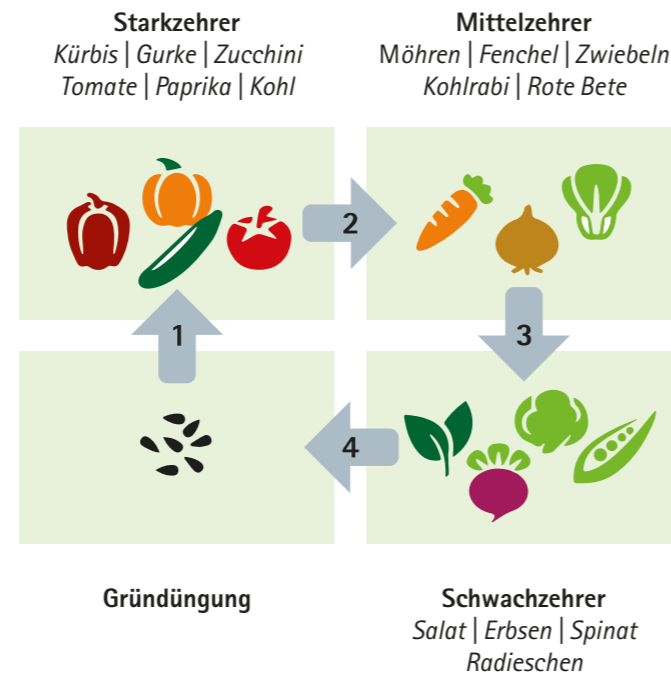 Starkzehrer
Kürbis | Gurke | Zucchini
Tomate | Paprika | Kohl
Mittelzehrer
Möhren | Fenchel | Zwiebeln
Kohlrabi | Rote Bete
2
1
3
4
Gründüngung
Schwachzehrer
Salat | Erbsen | Spinat
Radieschen